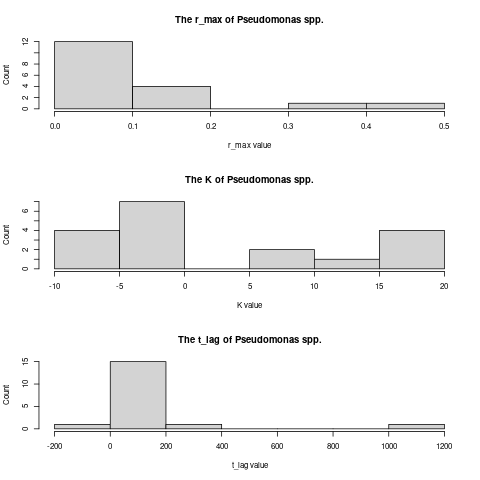 The r_max of Pseudomonas spp.
Count
0 2 4 6 8 12
0.0 0.1 0.2 0.3 0.4 0.5
r_max value
The K of Pseudomonas spp.
Count
0 2 4 6
-10 -5 0 5 10 15 20
K value
The t_lag of Pseudomonas spp.
Count
0 5 10 15
-200 0 200 400 600 800 1000 1200
t_lag value